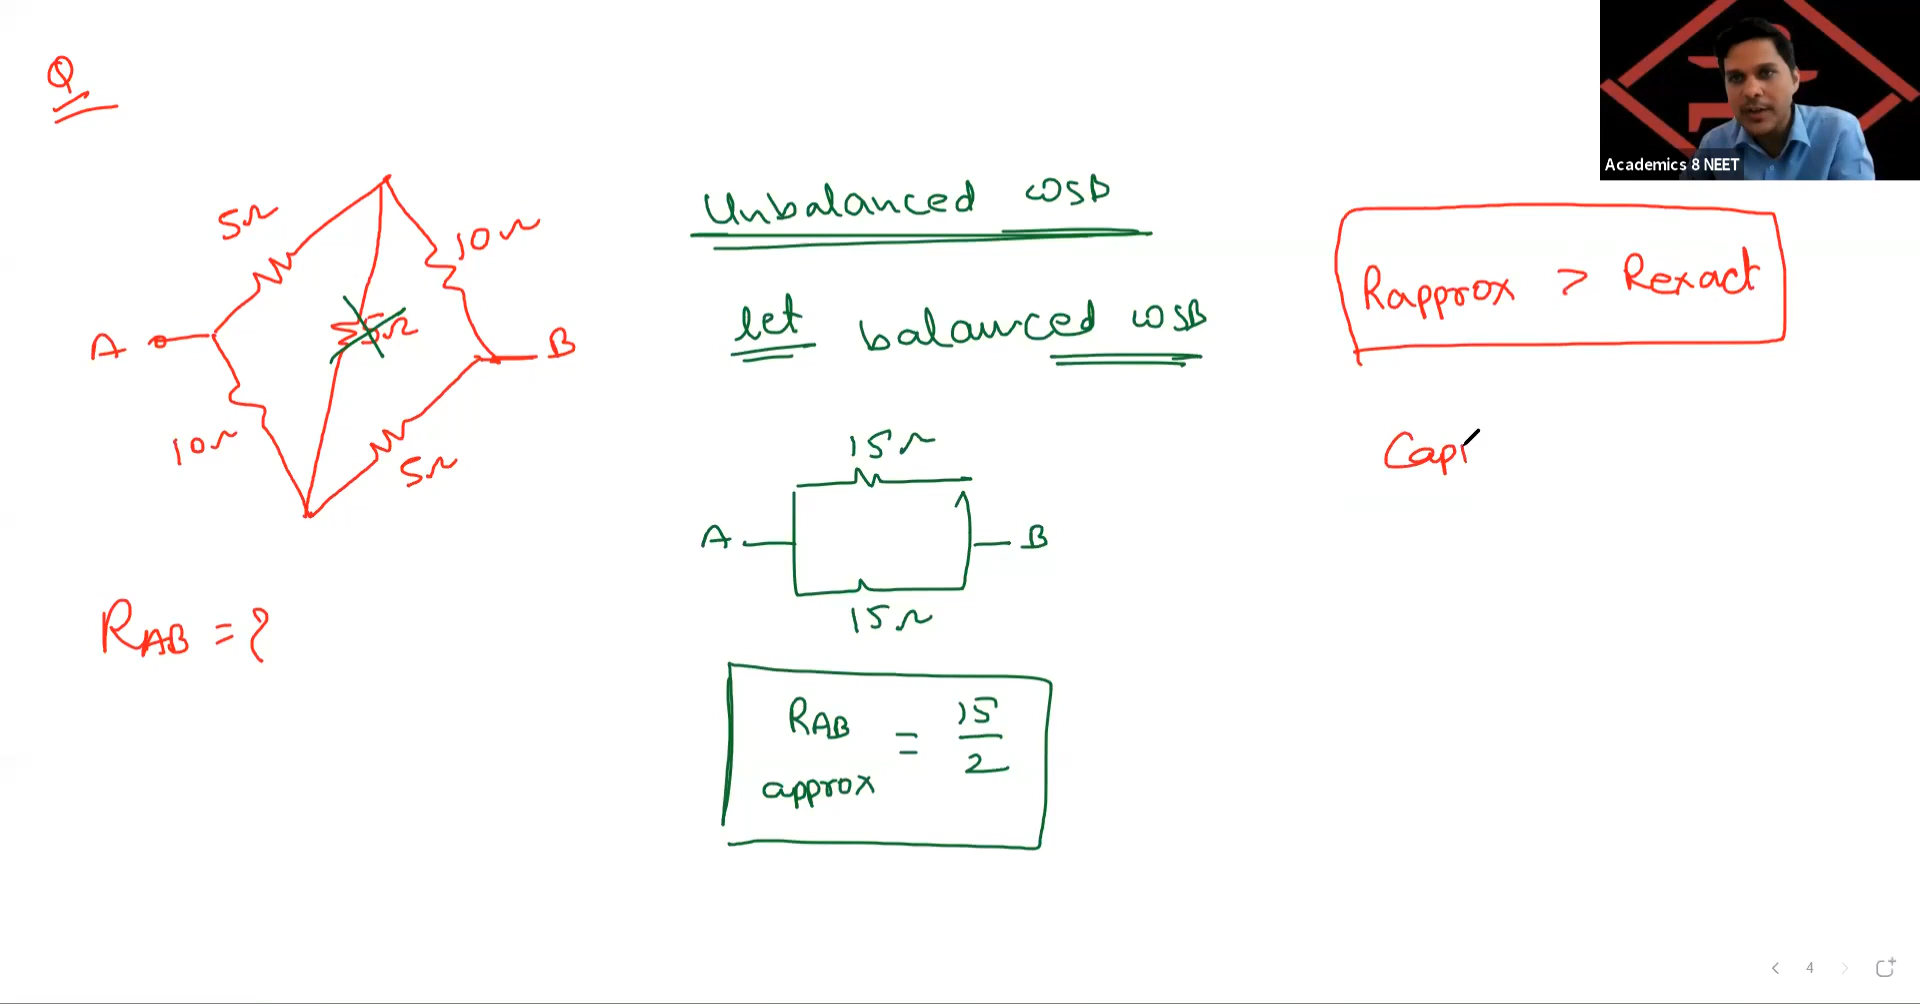 Q
5Ω
10Ω
5Ω
A
B
10Ω
5Ω
RAB = ?
Unbalanced WSB
let balanced WSB
15Ω
A
B
15Ω
RAB
approx
= 15/2
Rapprox > Rexact
Cap
Academics 8 NEET
4